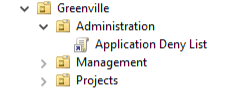 Greenville
Administration
Application Deny List
Management
Projects